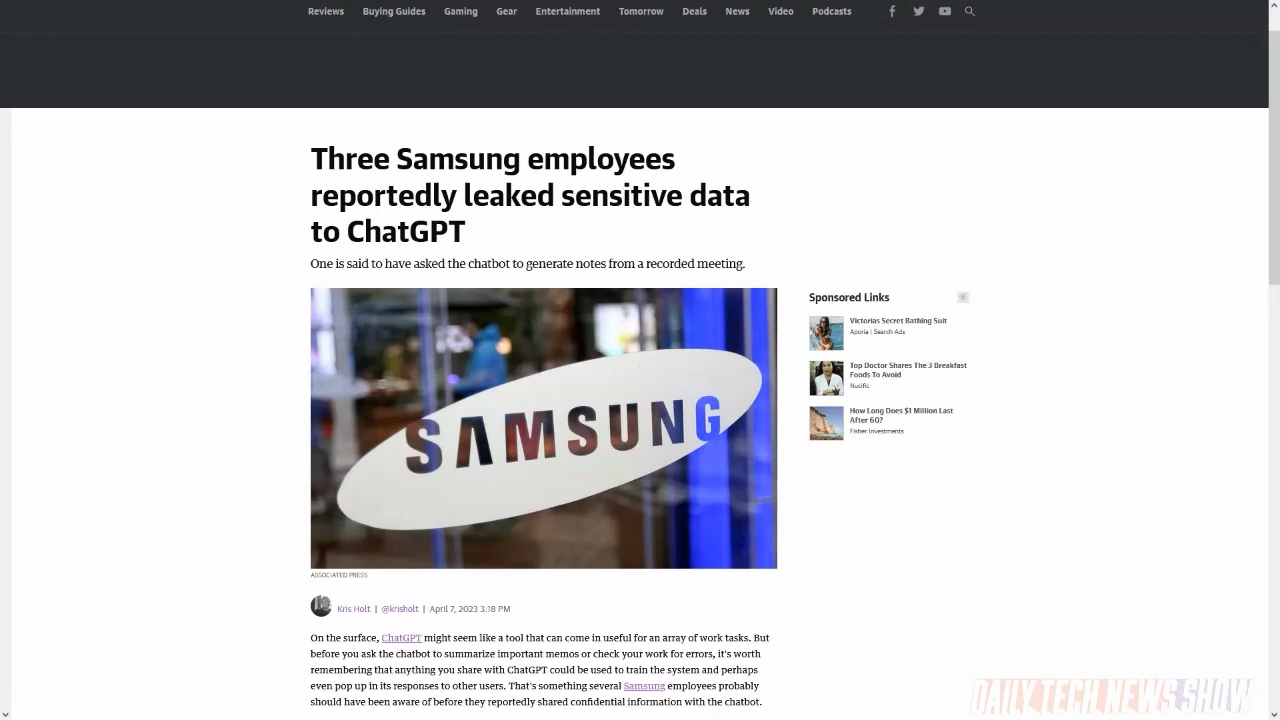 Reviews Buying Guides Gaming Gear Entertainment Tomorrow Deals News Video Podcasts
Three Samsung employees
reportedly leaked sensitive data
to ChatGPT
One is said to have asked the chatbot to generate notes from a recorded meeting.
SAMSUNG
ASSOCIATED PRESS
Kris Holt | @krisholt | April 7, 2023 3:18 PM
On the surface, ChatGPT might seem like a tool that can come in useful for an array of work tasks. But
before you ask the chatbot to summarize important memos or check your work for errors, it's worth
remembering that anything you share with ChatGPT could be used to train the system and perhaps
even pop up in its responses to other users. That's something several Samsung employees probably
should have been aware of before they reportedly shared confidential information with the chatbot.
Sponsored Links
Victorias Secret Bathing Suit
Aporia | Search Ads
Top Doctor Shares The 3 Breakfast
Foods To Avoid
Nucific
How Long Does $1 Million Last
After 60?
Fisher Investments
DAILY TECH NEWS SHOW